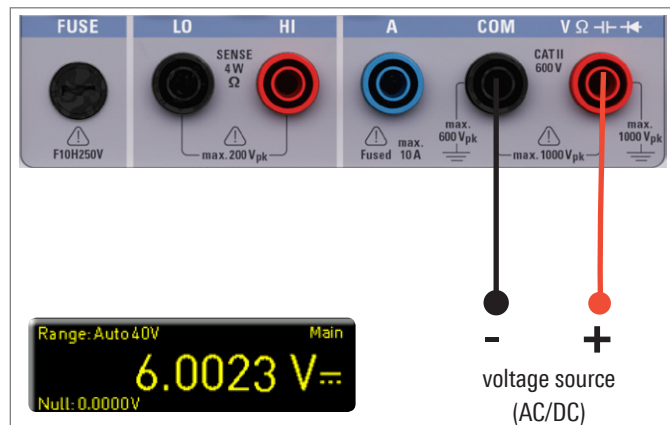 FUSE LO HI A COM V Ω ⊣⊢ ⯈|
SENSE
4 W
Ω
CAT II
600 V
F10H250V
max. 200 Vpk
Fused
max.
10 A
max.
600 Vpk
max. 1000 Vpk
max.
1000 Vpk
Range: Auto 40V Main
6.0023 V⎓
Null: 0.0000V
- +
voltage source
(AC/DC)